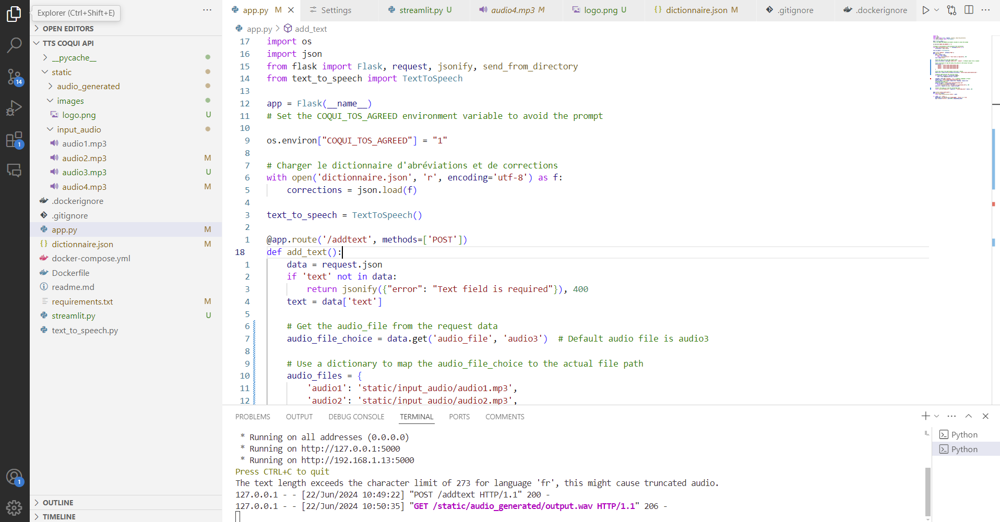 Explorer (Ctrl+Shift+E)
OPEN EDITORS
TTS COQUI API
__pycache__
static
audio_generated
images
logo.png U
input_audio
audio1.mp3
audio2.mp3 M
audio3.mp3 U
audio4.mp3 M
.dockerignore
.gitignore
app.py M
dictionnaire.json M
docker-compose.yml
Dockerfile
readme.md
requirements.txt M
streamlit.py U
text_to_speech.py
OUTLINE
TIMELINE
14
1
1
app.py M Settings streamlit.py U audio4.mp3 M logo.png U dictionnaire.json M .gitignore .dockerignore
app.py > add_text
17 import os
16 import json
15 from flask import Flask, request, jsonify, send_from_directory
14 from text_to_speech import TextToSpeech
13
12 app = Flask(__name__)
11 # Set the COQUI_TOS_AGREED environment variable to avoid the prompt
10
9 os.environ["COQUI_TOS_AGREED"] = "1"
8
7 # Charger le dictionnaire d'abréviations et de corrections
6 with open('dictionnaire.json', 'r', encoding='utf-8') as f:
5 corrections = json.load(f)
4
3 text_to_speech = TextToSpeech()
2
1 @app.route('/addtext', methods=['POST'])
18 def add_text():
1 data = request.json
2 if 'text' not in data:
3 return jsonify({"error": "Text field is required"}), 400
4 text = data['text']
5
6 # Get the audio_file from the request data
7 audio_file_choice = data.get('audio_file', 'audio3')  # Default audio file is audio3
8
9 # Use a dictionary to map the audio_file_choice to the actual file path
10 audio_files = {
11 'audio1': 'static/input_audio/audio1.mp3',
12 'audio2': 'static/input_audio/audio2.mp3',
PROBLEMS OUTPUT DEBUG CONSOLE TERMINAL PORTS COMMENTS
* Running on all addresses (0.0.0.0)
* Running on http://127.0.0.1:5000
* Running on http://192.168.1.13:5000
Press CTRL+C to quit
The text length exceeds the character limit of 273 for language 'fr', this might cause truncated audio.
127.0.0.1 - - [22/Jun/2024 10:49:22] "POST /addtext HTTP/1.1" 200 -
127.0.0.1 - - [22/Jun/2024 10:50:35] "GET /static/audio_generated/output.wav HTTP/1.1" 206 -
Python
Python